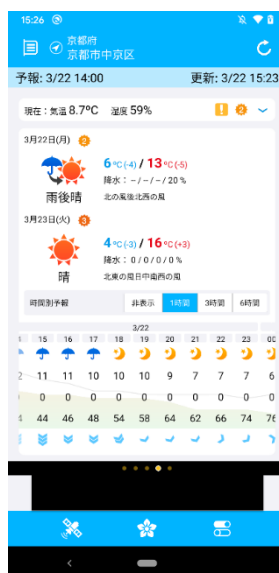 15:26
京都府
京都市中京区
予報: 3/22 14:00 更新: 3/22 15:23
現在：気温 8.7℃ 湿度 59% 2
3月22日(月) 2
6 ℃(-4) / 13 ℃(-5)
降水：- / - / - / 20 %
雨後晴 北の風後北西の風
3月23日(火) 3
4 ℃(-3) / 16 ℃(+3)
降水：0 / 0 / 0 / 0 %
晴 北東の風日中南西の風
時間別予報 非表示 1時間 3時間 6時間
3/22
15 16 17 18 19 20 21 22 23 00
2 11 11 10 10 10 9 7 7 7 6
0 0 0 0 0 0 0 0 0
44 46 48 54 58 64 62 66 74 76